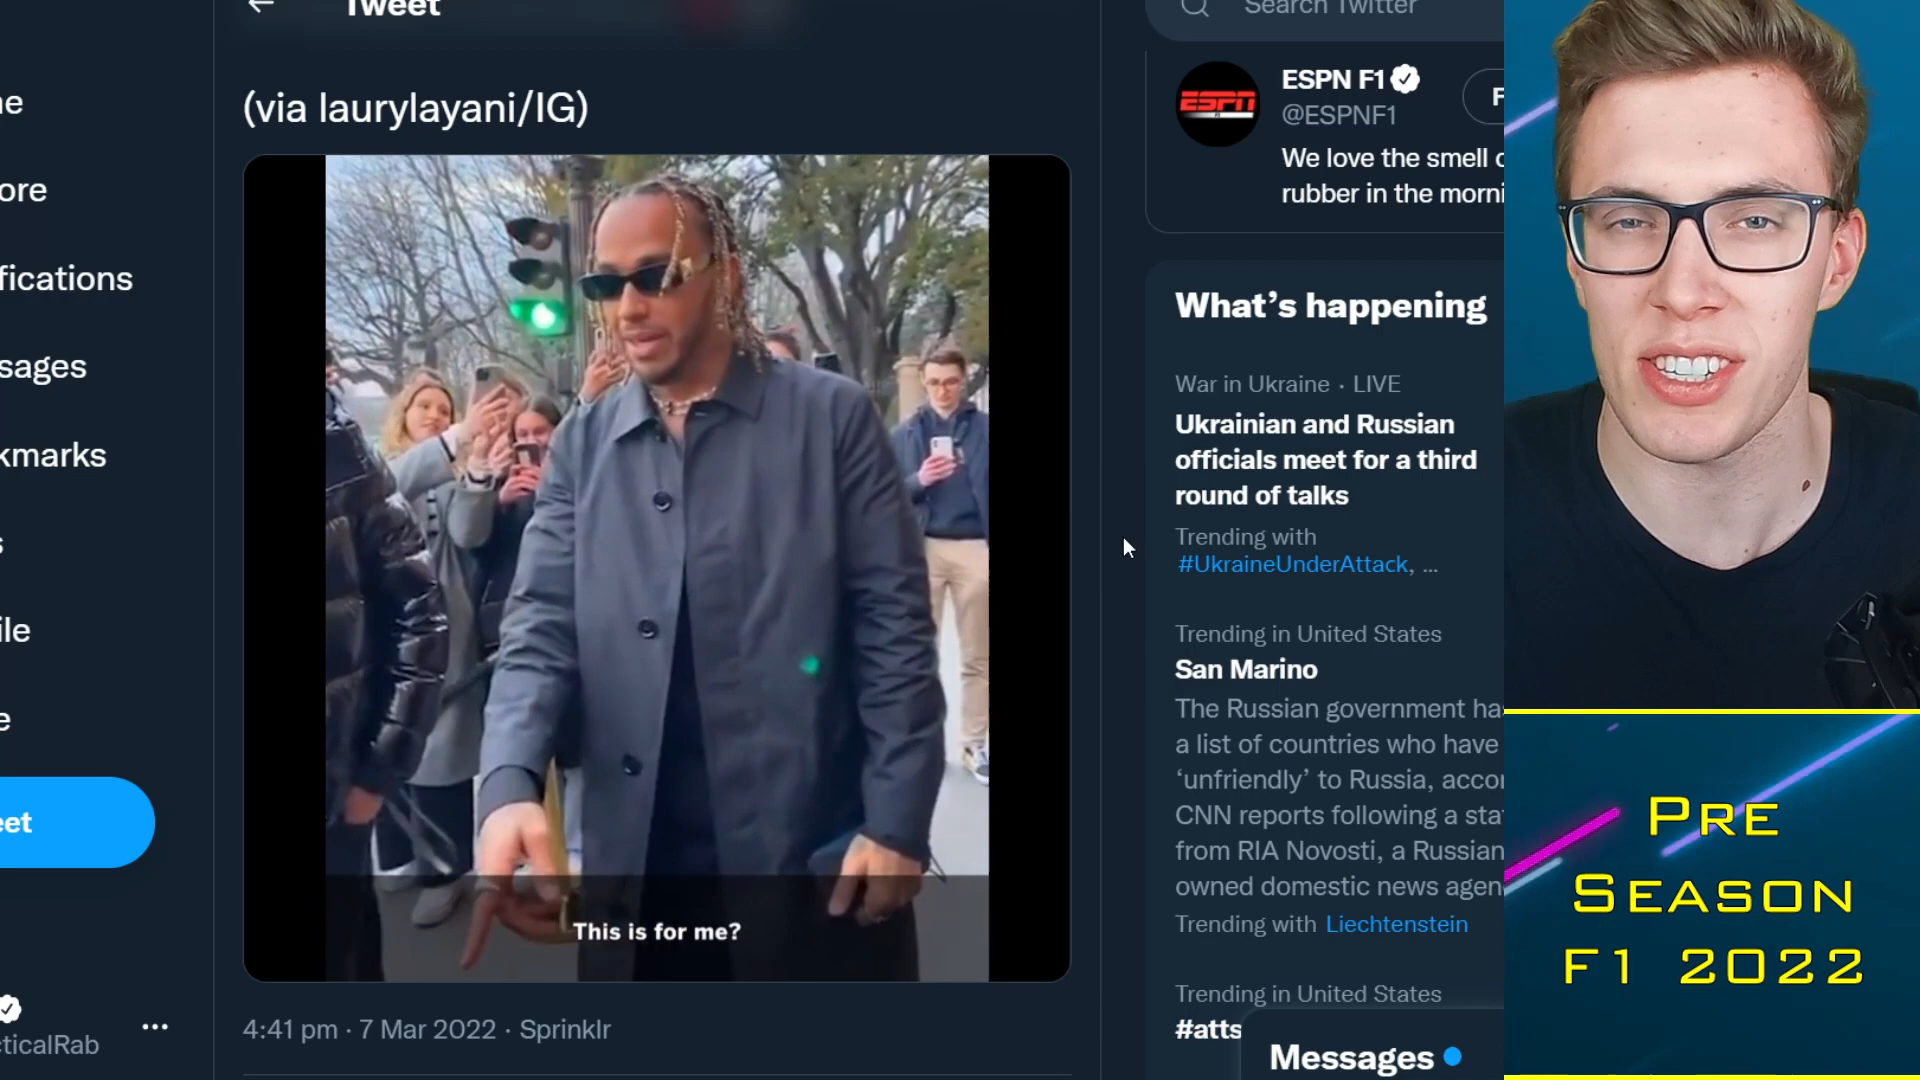 Tweet
(via laurylayani/IG)
This is for me?
4:41 pm · 7 Mar 2022 · Sprinklr
ne
ore
fications
sages
kmarks
s
ile
e
eet
cticalRab
Search Twitter
ESPN
ESPN F1
@ESPNF1
F
We love the smell o
rubber in the morni
What's happening
War in Ukraine · LIVE
Ukrainian and Russian
officials meet for a third
round of talks
Trending with
#UkraineUnderAttack, ...
Trending in United States
San Marino
The Russian government ha
a list of countries who have
'unfriendly' to Russia, accor
CNN reports following a sta
from RIA Novosti, a Russian
owned domestic news agen
Trending with Liechtenstein
Trending in United States
#atts
Messages
PRE
SEASON
F1 2022